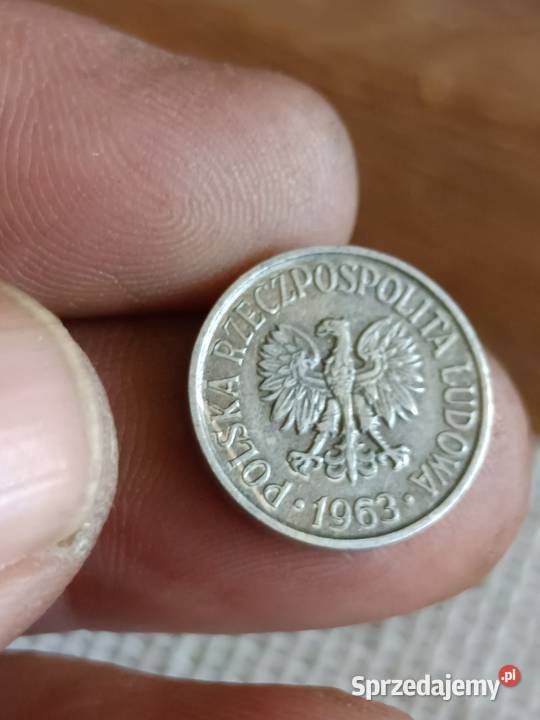 POLSKA RZECZPOSPOLITA LUDOWA
· 1963 ·
Sprzedajemy.pl